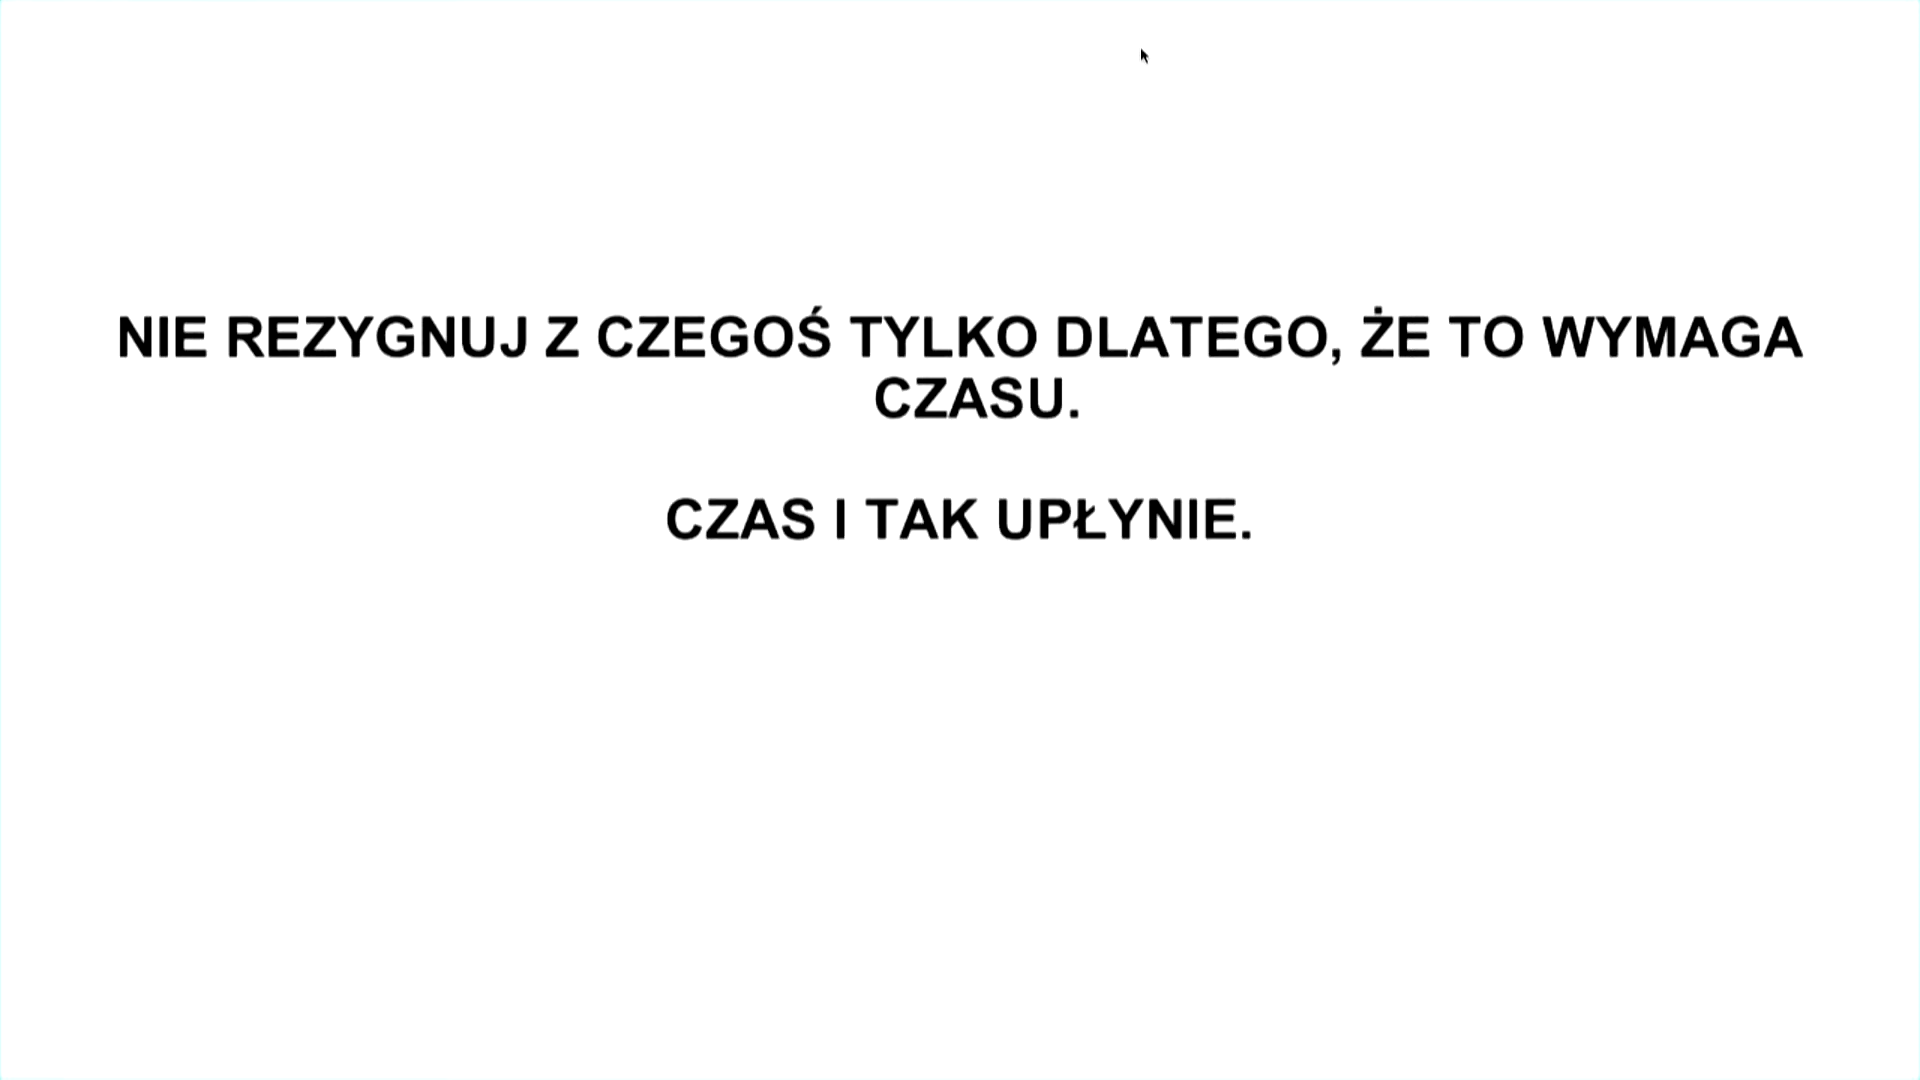 NIE REZYGNUJ Z CZEGOŚ TYLKO DLATEGO, ŻE TO WYMAGA
CZASU.
CZAS I TAK UPŁYNIE.